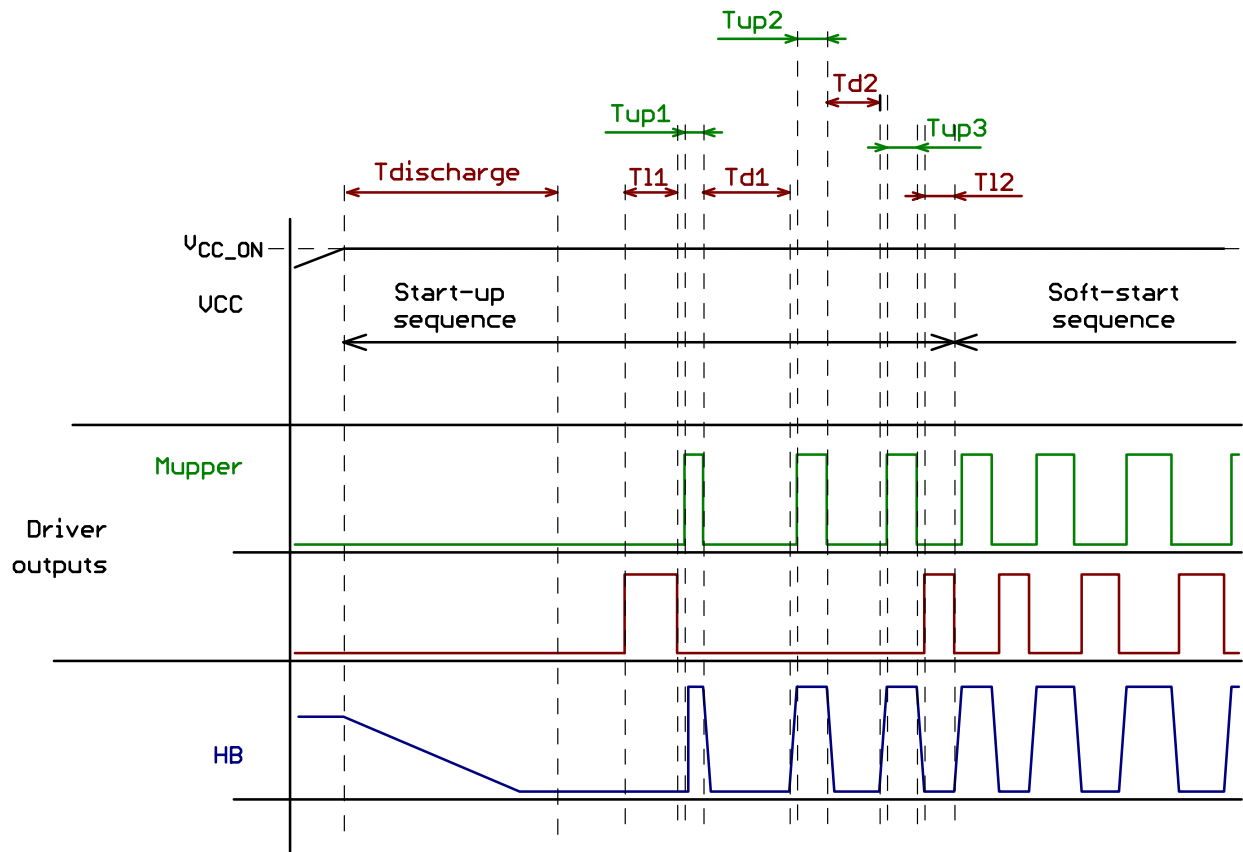 Tup2
Td2
Tup1
Tup3
Tdischarge
Tl1
Td1
Tl2
VCC_ON
VCC
Start-up
sequence
Soft-start
sequence
Mupper
Driver
outputs
HB